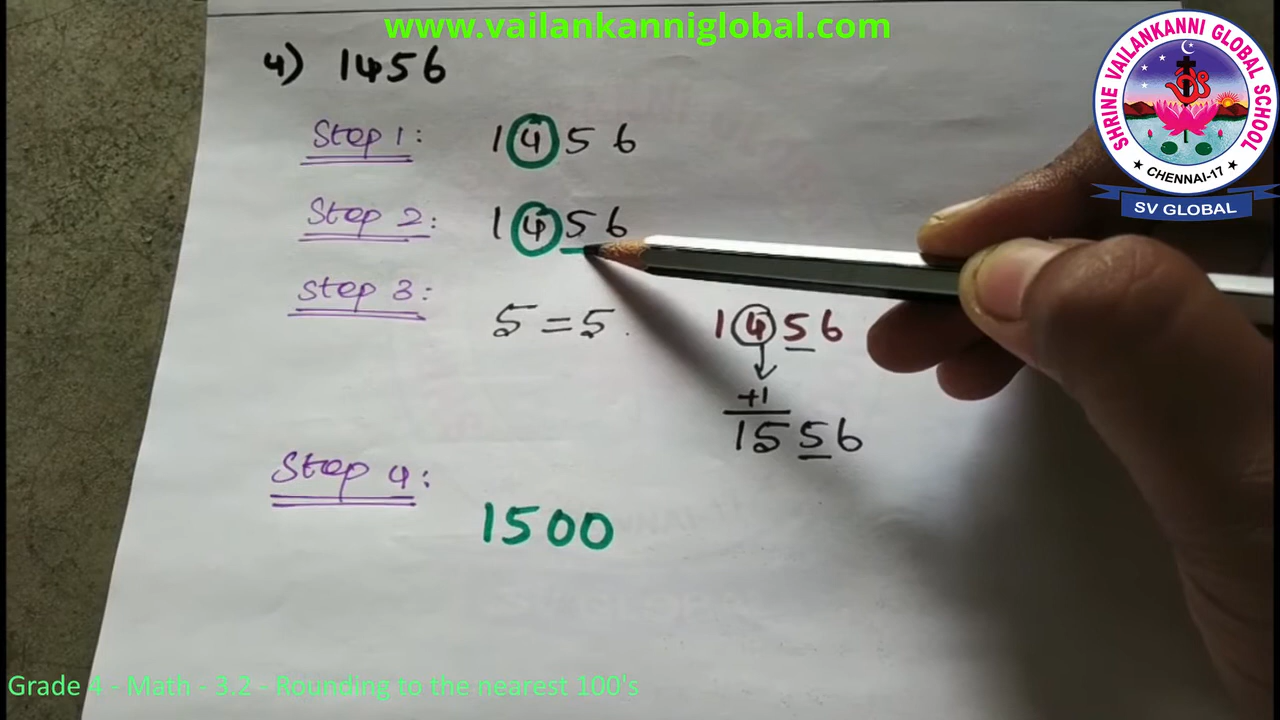 www.vailankanniglobal.com
SHRINE VAILANKANNI GLOBAL SCHOOL
CHENNAI-17
SV GLOBAL
4) 1456
Step 1: 1 4 5 6
Step 2: 1 4 5 6
Step 3: 5 = 5.
1 4 5 6
+1
15 5 6
Step 4: 1500
Grade 4 - Math - 3.2 - Rounding to the nearest 100's